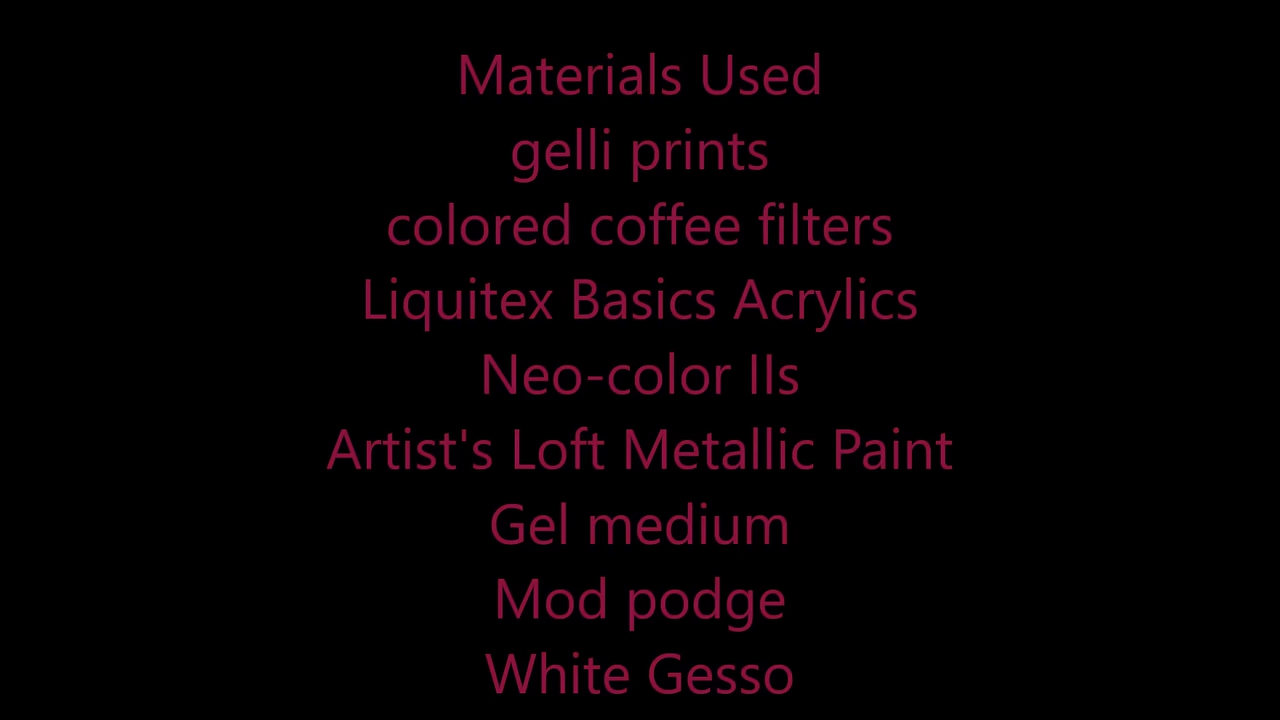 Materials Used
gelli prints
colored coffee filters
Liquitex Basics Acrylics
Neo-color IIs
Artist's Loft Metallic Paint
Gel medium
Mod podge
White Gesso